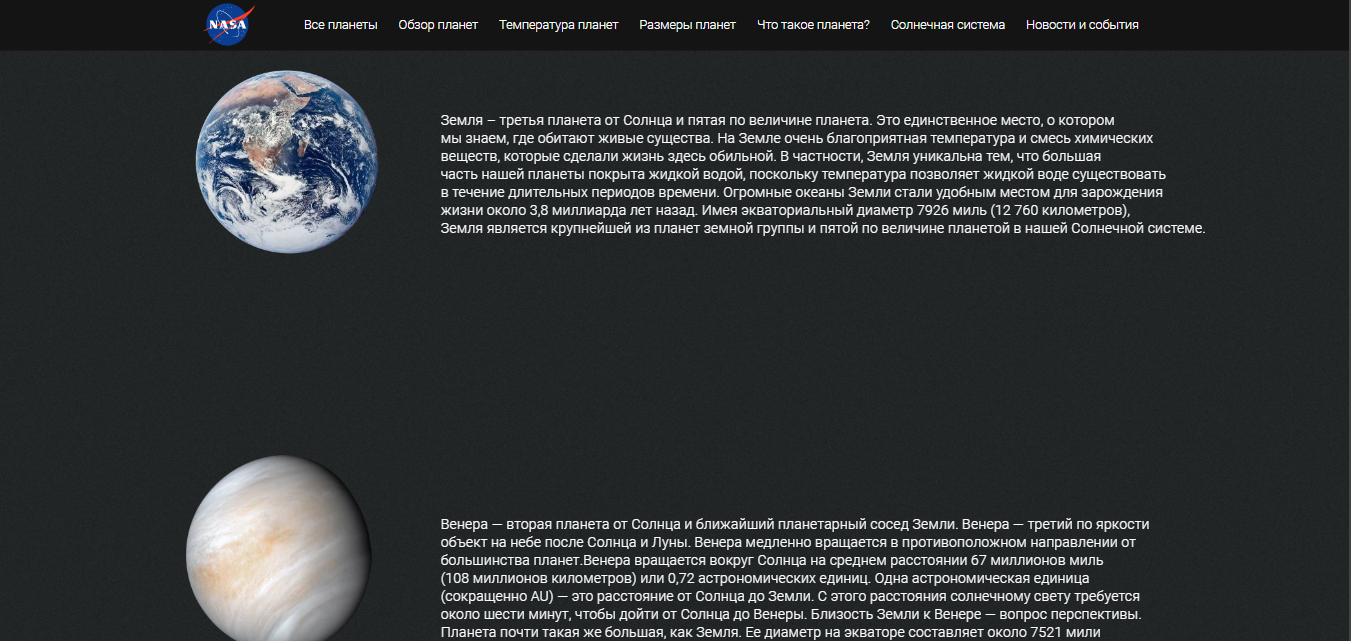 NASA
Все планеты Обзор планет Температура планет Размеры планет Что такое планета? Солнечная система Новости и события
Земля – третья планета от Солнца и пятая по величине планета. Это единственное место, о котором
мы знаем, где обитают живые существа. На Земле очень благоприятная температура и смесь химических
веществ, которые сделали жизнь здесь обильной. В частности, Земля уникальна тем, что большая
часть нашей планеты покрыта жидкой водой, поскольку температура позволяет жидкой воде существовать
в течение длительных периодов времени. Огромные океаны Земли стали удобным местом для зарождения
жизни около 3,8 миллиарда лет назад. Имея экваториальный диаметр 7926 миль (12 760 километров),
Земля является крупнейшей из планет земной группы и пятой по величине планетой в нашей Солнечной системе.
Венера — вторая планета от Солнца и ближайший планетарный сосед Земли. Венера — третий по яркости
объект на небе после Солнца и Луны. Венера медленно вращается в противоположном направлении от
большинства планет.Венера вращается вокруг Солнца на среднем расстоянии 67 миллионов миль
(108 миллионов километров) или 0,72 астрономических единиц. Одна астрономическая единица
(сокращенно AU) — это расстояние от Солнца до Земли. С этого расстояния солнечному свету требуется
около шести минут, чтобы дойти от Солнца до Венеры. Близость Земли к Венере — вопрос перспективы.
Планета почти такая же большая, как Земля. Ее диаметр на экваторе составляет около 7521 мили